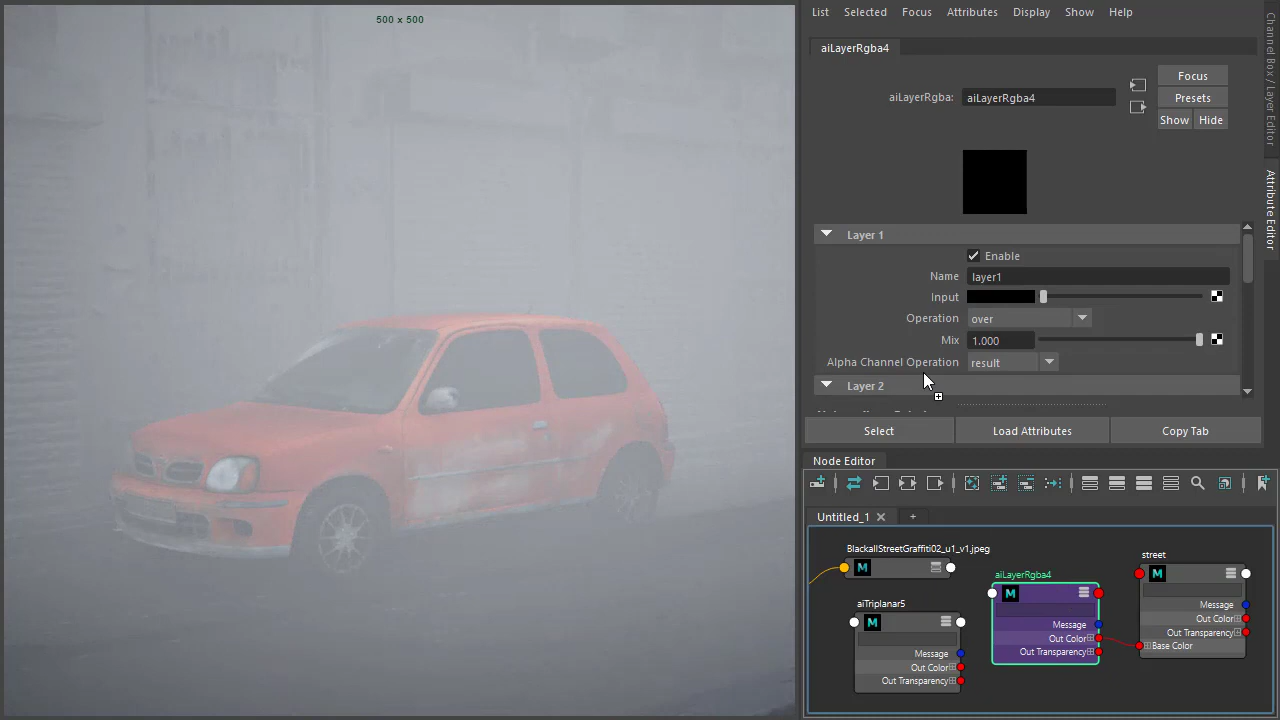 500 x 500
List Selected Focus Attributes Display Show Help
aiLayerRgba4
aiLayerRgba: aiLayerRgba4
Focus
Presets
Show Hide
Layer 1
Enable
Name layer1
Input
Operation over
Mix 1.000
Alpha Channel Operation result
Layer 2
Select Load Attributes Copy Tab
Channel Box / Layer Editor
Attribute Editor
Node Editor
Untitled_1
BlackallStreetGraffiti02_u1_v1.jpeg
M
aiTriplanar5
M
Message
Out Color
Out Transparency
aiLayerRgba4
M
Message
Out Color
Out Transparency
street
M
Message
Out Color
Out Transparency
Base Color